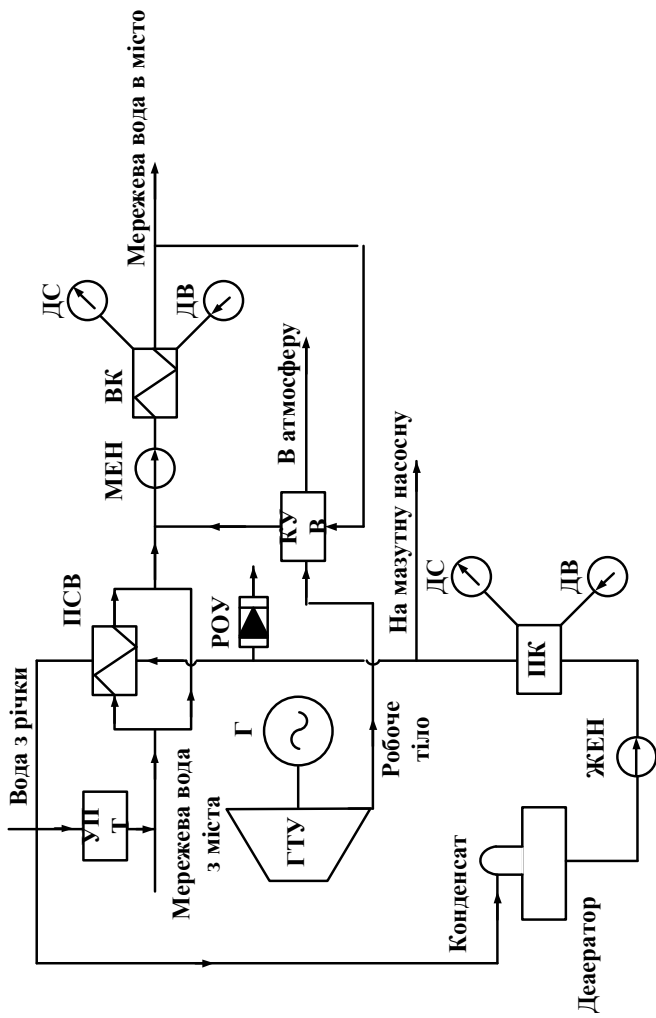 Вода з річки
УП
Т
Мережева вода
з міста
ПСВ
МЕН
ВК
ДС
ДВ
Мережева вода в місто
РОУ
КУ
В
В атмосферу
Г
ГТУ
Робоче
тіло
На мазутну насосну
Конденсат
Деаератор
ЖЕН
ПК
ДС
ДВ